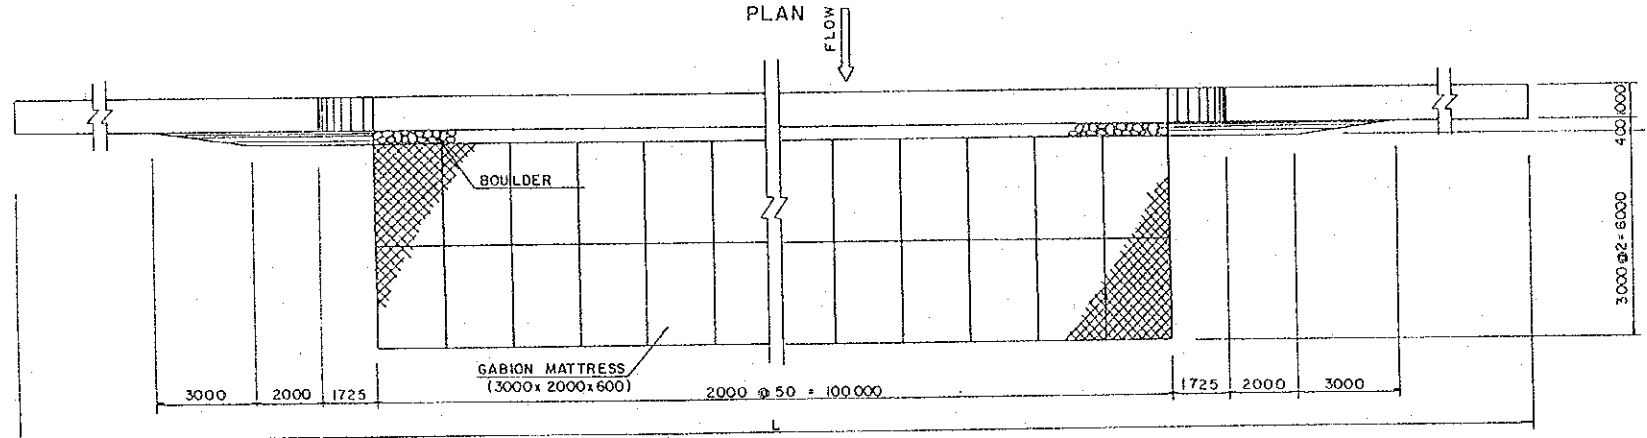 PLAN
FLOW
1000
400
BOULDER
3000 @2= 6000
GABION MATTRESS
(3000x 2000x600)
3000 2000 1725 2000 @ 50 = 100000 1725 2000 3000
L